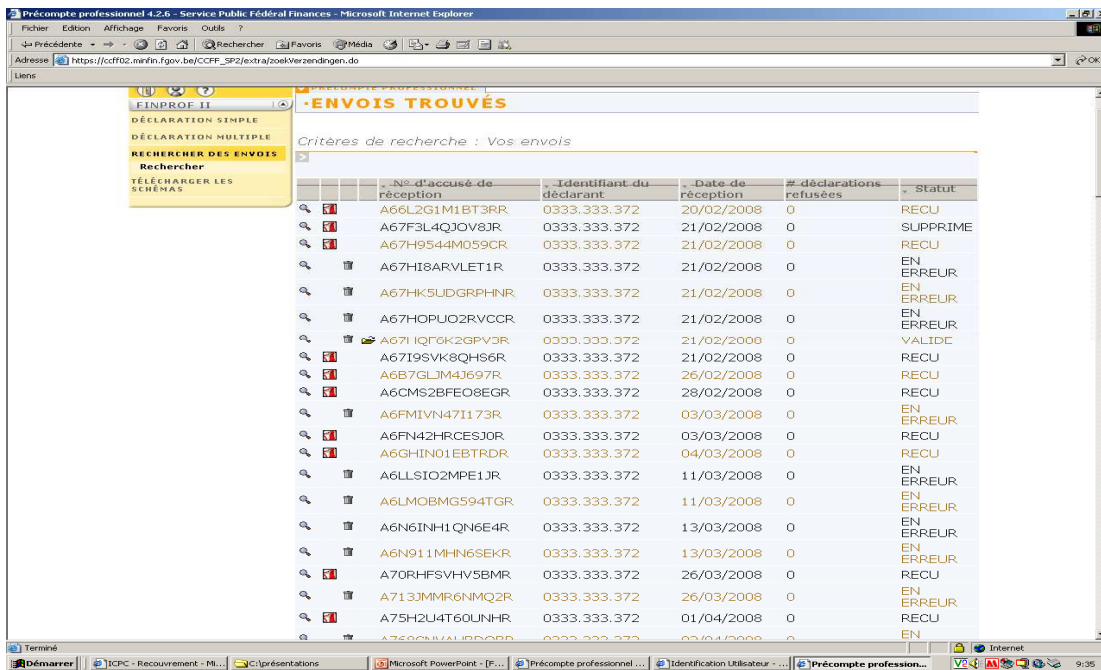 Précompte professionnel 4.2.6 - Service Public Fédéral Finances - Microsoft Internet Explorer
Fichier Edition Affichage Favoris Outils ?
Précédente Rechercher Favoris Média
Adresse https://ccff02.minfin.fgov.be/CCFF_SP2/extra/zoekVerzendingen.do OK
Liens
PRÉCOMPTE PROFESSIONNEL
FINPROF II
ENVOIS TROUVÉS
DÉCLARATION SIMPLE
DÉCLARATION MULTIPLE
Critères de recherche : Vos envois
RECHERCHER DES ENVOIS
Rechercher
TÉLÉCHARGER LES
SCHÉMAS
N° d'accusé de réception Identifiant du déclarant Date de réception # déclarations refusées Statut
A66L2G1M1BT3RR 0333.333.372 20/02/2008 0 RECU
A67F3L4QJOV8JR 0333.333.372 21/02/2008 0 SUPPRIME
A67H9544M059CR 0333.333.372 21/02/2008 0 RECU
A67HI8ARVLET1R 0333.333.372 21/02/2008 0 EN ERREUR
A67HK5UDGRPHNR 0333.333.372 21/02/2008 0 EN ERREUR
A67HOPUO2RVCCR 0333.333.372 21/02/2008 0 EN ERREUR
0333.333.372 21/02/2008 0 VALIDE
A67I9SVK8QHS6R 0333.333.372 21/02/2008 0 RECU
A6B7GLJM4J697R 0333.333.372 26/02/2008 0 RECU
A6CMS2BFEO8EGR 0333.333.372 28/02/2008 0 RECU
A6FMIVN47I173R 0333.333.372 03/03/2008 0 EN ERREUR
A6FN42HRCESJ0R 0333.333.372 03/03/2008 0 RECU
A6GHIN01EBTRDR 0333.333.372 04/03/2008 0 RECU
A6LLSIO2MPE1JR 0333.333.372 11/03/2008 0 EN ERREUR
A6LMOBMG594TGR 0333.333.372 11/03/2008 0 EN ERREUR
A6N6INH1QN6E4R 0333.333.372 13/03/2008 0 EN ERREUR
A6N911MHN6SEKR 0333.333.372 13/03/2008 0 EN ERREUR
A70RHFSVHV5BMR 0333.333.372 26/03/2008 0 RECU
A713JMMR6NMQ2R 0333.333.372 26/03/2008 0 EN ERREUR
A75H2U4T60UNHR 0333.333.372 01/04/2008 0 RECU
EN
Terminé Internet
Démarrer ICPC - Recouvrement - Mi... C:\présentations Microsoft PowerPoint - [F... Précompte professionnel ... Identification Utilisateur - ... Précompte profession... 9:35